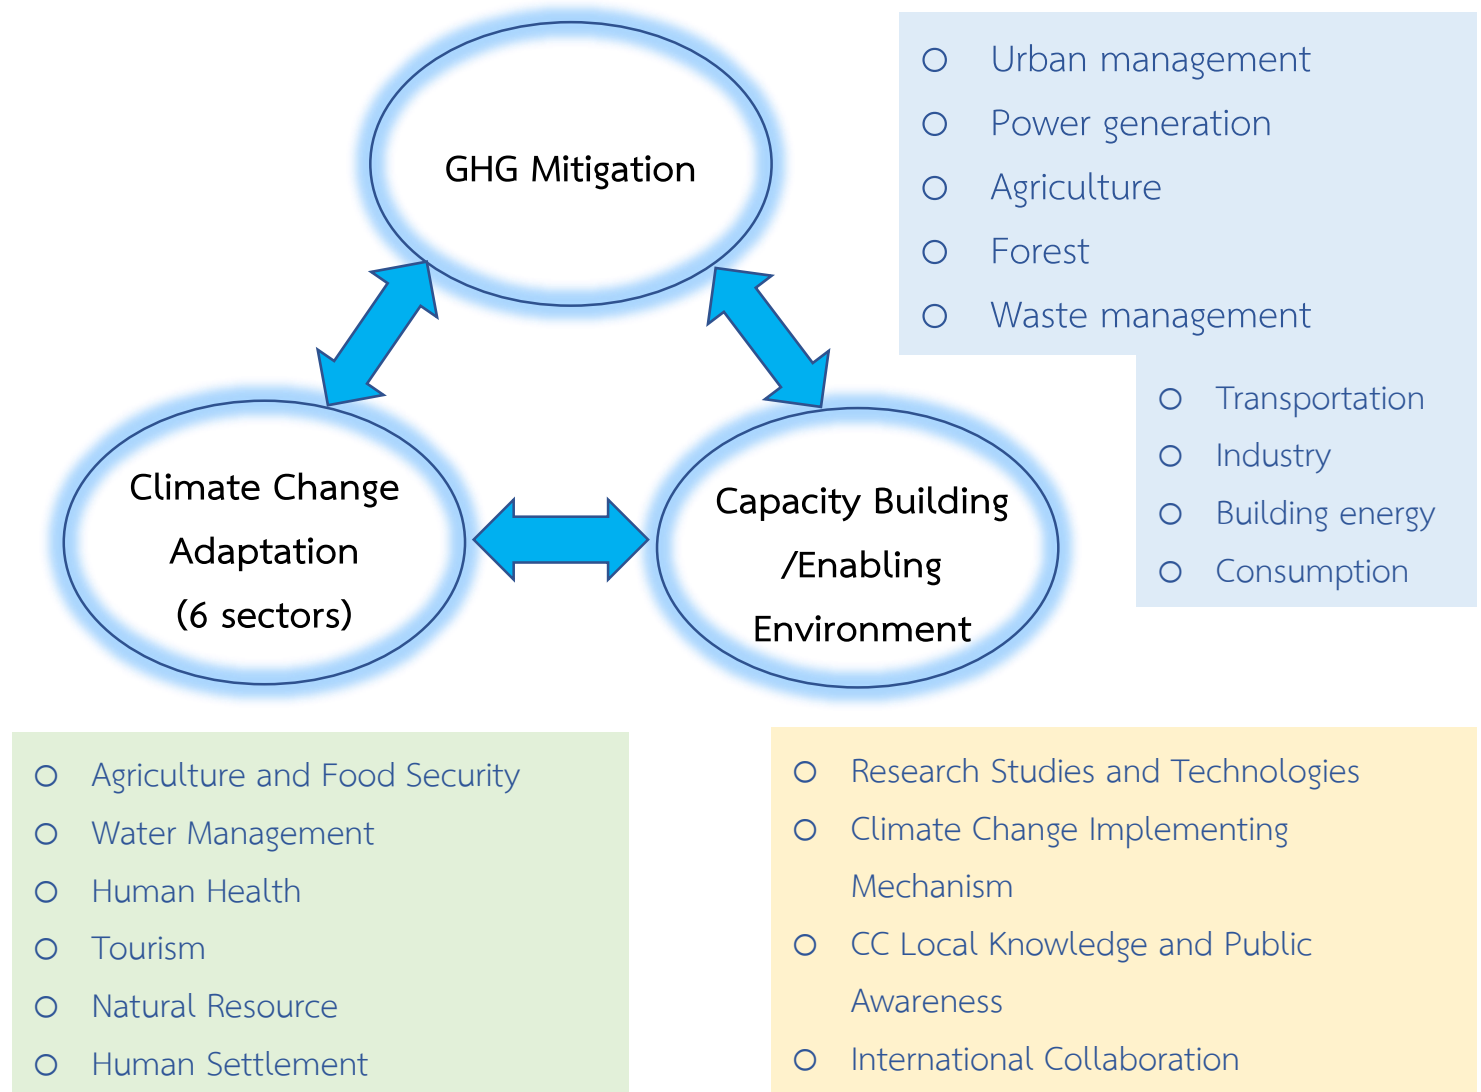 GHG Mitigation
Urban management
Power generation
Agriculture
Forest
Waste management
Transportation
Industry
Building energy
Consumption
Climate Change
Adaptation
(6 sectors)
Capacity Building
/Enabling
Environment
Agriculture and Food Security
Water Management
Human Health
Tourism
Natural Resource
Human Settlement
Research Studies and Technologies
Climate Change Implementing
Mechanism
CC Local Knowledge and Public
Awareness
International Collaboration